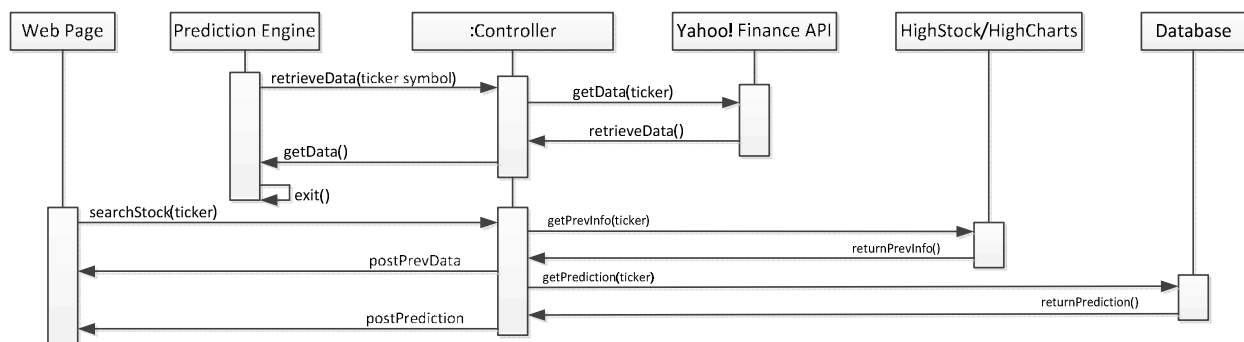 Web Page
Prediction Engine
:Controller
Yahoo! Finance API
HighStock/HighCharts
Database
retrieveData(ticker symbol)
getData(ticker)
retrieveData()
getData()
exit()
searchStock(ticker)
getPrevInfo(ticker)
returnPrevInfo()
postPrevData
getPrediction(ticker)
returnPrediction()
postPrediction